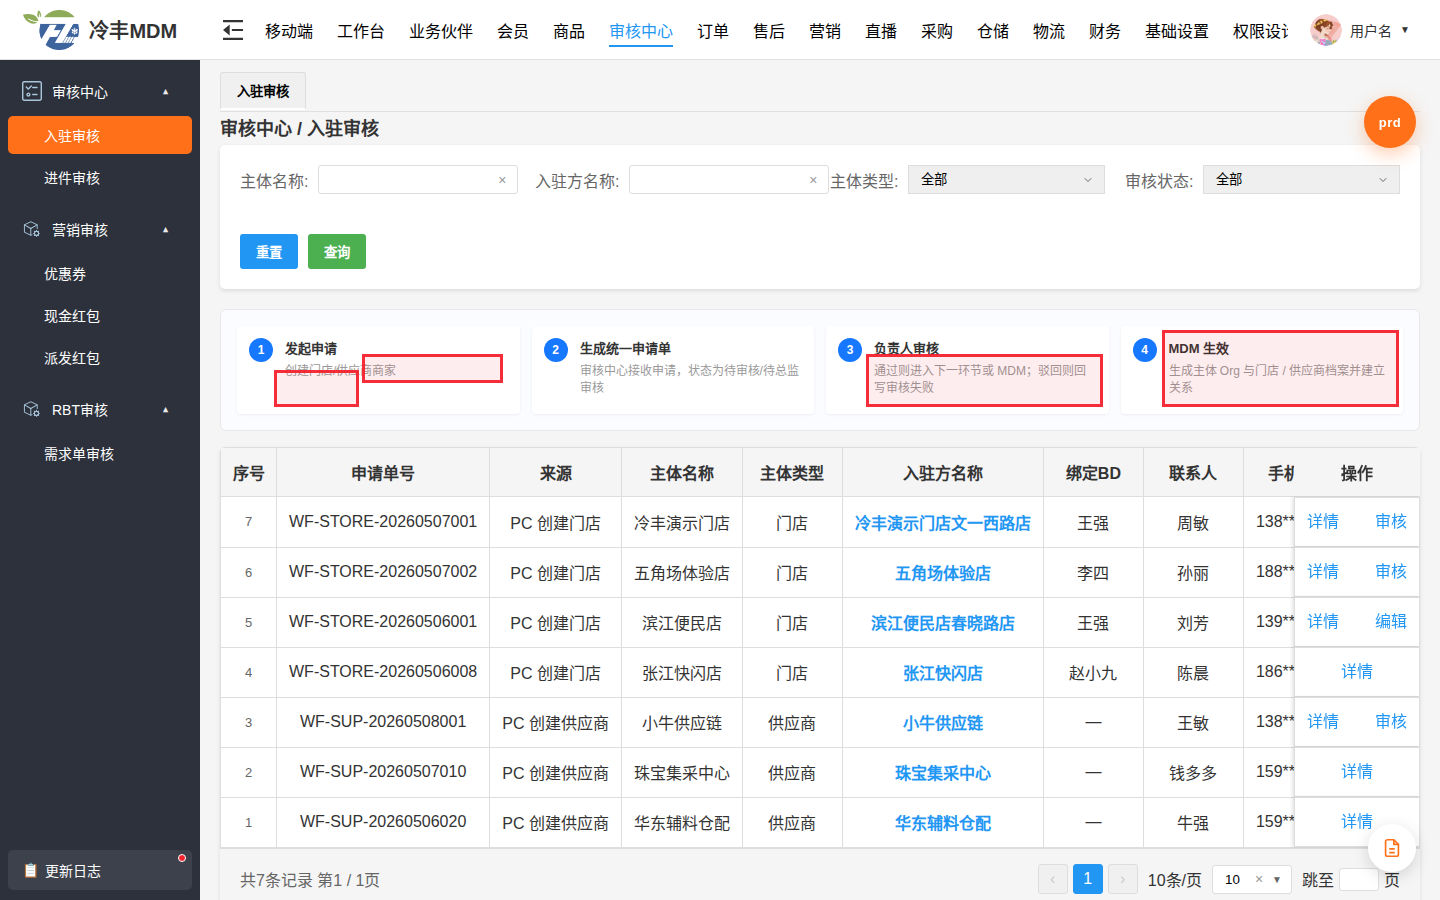 冷丰MDM
移动端 工作台 业务伙伴 会员 商品 审核中心 订单 售后 营销 直播 采购 仓储 物流 财务 基础设置 权限设计 用户名 ▼
审核中心 ▲
入驻审核
进件审核
营销审核 ▲
优惠券
现金红包
派发红包
RBT审核 ▲
需求单审核
更新日志
入驻审核
审核中心 / 入驻审核
prd
主体名称: × 入驻方名称: × 主体类型: 全部 审核状态: 全部
重置 查询
1 发起申请
创建门店/供应商商家
2 生成统一申请单
审核中心接收申请，状态为待审核/待总监
审核
3 负责人审核
通过则进入下一环节或 MDM；驳回则回
写审核失败
4 MDM 生效
生成主体 Org 与门店 / 供应商档案并建立
关系
序号 申请单号 来源 主体名称 主体类型 入驻方名称 绑定BD 联系人 手机 操作
7 WF-STORE-20260507001 PC 创建门店 冷丰演示门店 门店 冷丰演示门店文一西路店 王强 周敏 138** 详情 审核
6 WF-STORE-20260507002 PC 创建门店 五角场体验店 门店 五角场体验店 李四 孙丽 188** 详情 审核
5 WF-STORE-20260506001 PC 创建门店 滨江便民店 门店 滨江便民店春晓路店 王强 刘芳 139** 详情 编辑
4 WF-STORE-20260506008 PC 创建门店 张江快闪店 门店 张江快闪店 赵小九 陈晨 186** 详情
3 WF-SUP-20260508001 PC 创建供应商 小牛供应链 供应商 小牛供应链 — 王敏 138** 详情 审核
2 WF-SUP-20260507010 PC 创建供应商 珠宝集采中心 供应商 珠宝集采中心 — 钱多多 159** 详情
1 WF-SUP-20260506020 PC 创建供应商 华东辅料仓配 供应商 华东辅料仓配 — 牛强 159** 详情
共7条记录 第1 / 1页 ‹ 1 › 10条/页 10 × ▼ 跳至 页